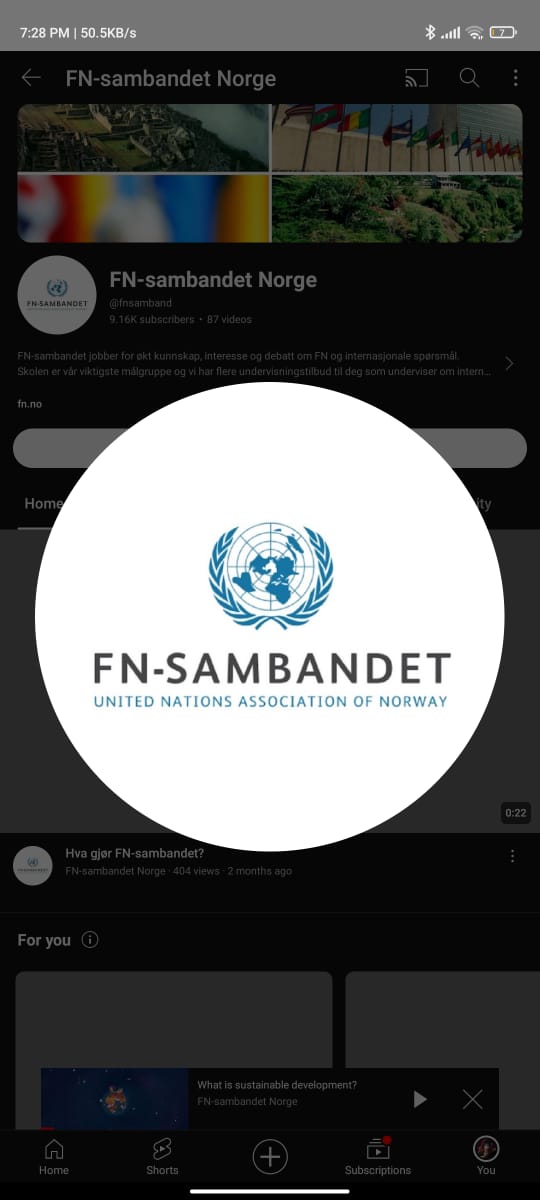 7:28 PM | 50.5KB/s
7
FN-sambandet Norge
FN-SAMBANDET
FN-sambandet Norge
@fnsamband
9.16K subscribers • 87 videos
FN-sambandet jobber for økt kunnskap, interesse og debatt om FN og internasjonale spørsmål.
Skolen er vår viktigste målgruppe og vi har flere undervisningstilbud til deg som underviser om intern...
fn.no
Home
ity
FN-SAMBANDET
UNITED NATIONS ASSOCIATION OF NORWAY
0:22
Hva gjør FN-sambandet?
FN-sambandet Norge · 404 views · 2 months ago
For you
What is sustainable development?
FN-sambandet Norge
Home
Shorts
Subscriptions
You